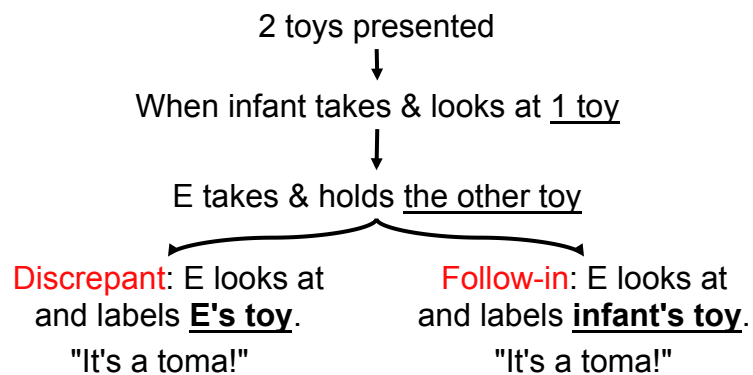 2 toys presented
When infant takes & looks at 1 toy
E takes & holds the other toy
Discrepant: E looks at
and labels E's toy.
"It's a toma!"
Follow-in: E looks at
and labels infant's toy.
"It's a toma!"